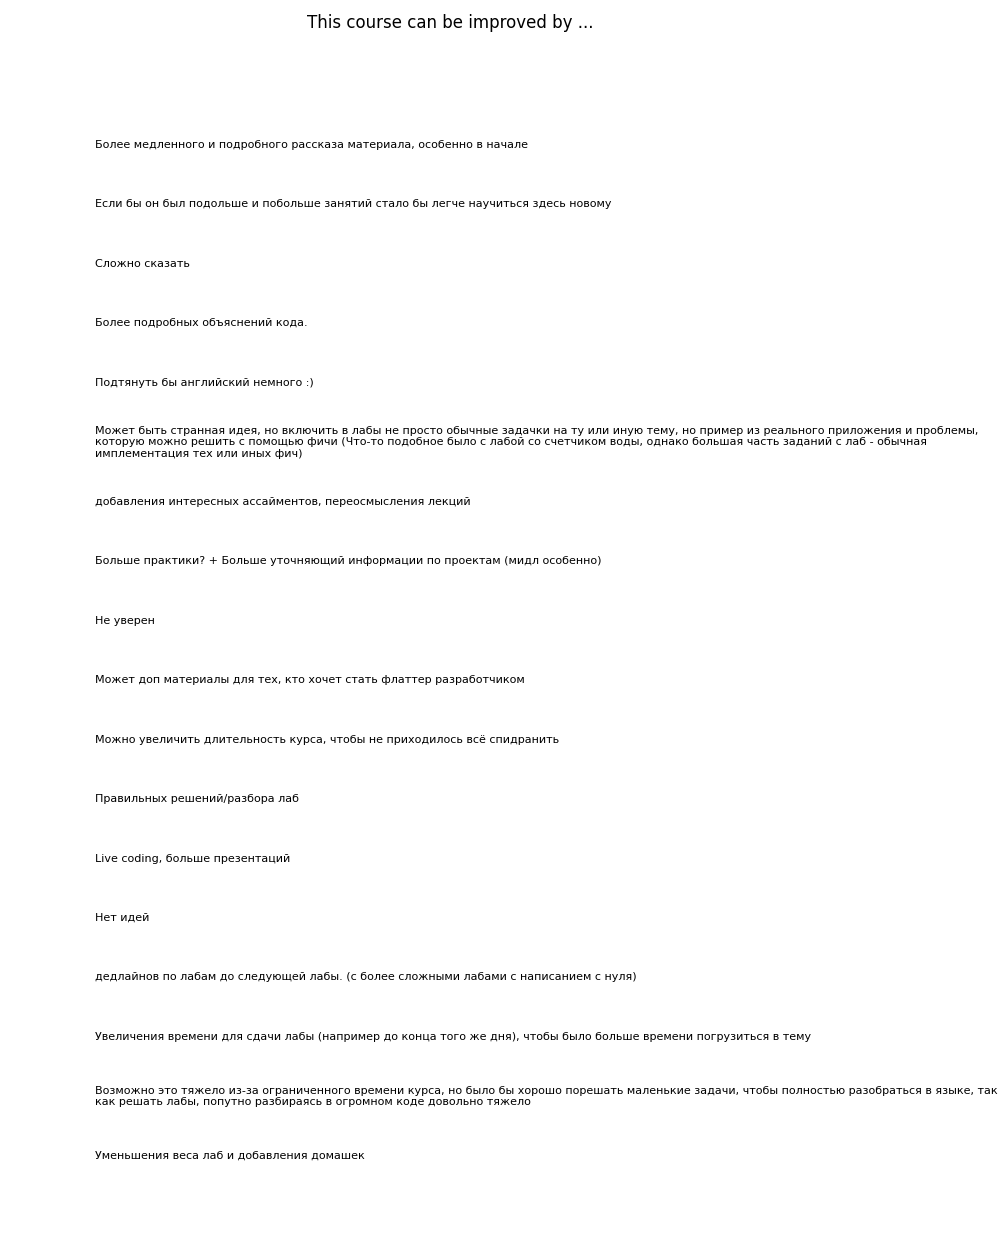 This course can be improved by ...
Более медленного и подробного рассказа материала, особенно в начале
Если бы он был подольше и побольше занятий стало бы легче научиться здесь новому
Сложно сказать
Более подробных объяснений кода.
Подтянуть бы английский немного :)
Может быть странная идея, но включить в лабы не просто обычные задачки на ту или иную тему, но пример из реального приложения и проблемы,
которую можно решить с помощью фичи (Что-то подобное было с лабой со счетчиком воды, однако большая часть заданий с лаб - обычная
имплементация тех или иных фич)
добавления интересных ассайментов, переосмысления лекций
Больше практики? + Больше уточняющий информации по проектам (мидл особенно)
Не уверен
Может доп материалы для тех, кто хочет стать флаттер разработчиком
Можно увеличить длительность курса, чтобы не приходилось всё спидранить
Правильных решений/разбора лаб
Live coding, больше презентаций
Нет идей
дедлайнов по лабам до следующей лабы. (с более сложными лабами с написанием с нуля)
Увеличения времени для сдачи лабы (например до конца того же дня), чтобы было больше времени погрузиться в тему
Возможно это тяжело из-за ограниченного времени курса, но было бы хорошо порешать маленькие задачи, чтобы полностью разобраться в языке, так
как решать лабы, попутно разбираясь в огромном коде довольно тяжело
Уменьшения веса лаб и добавления домашек